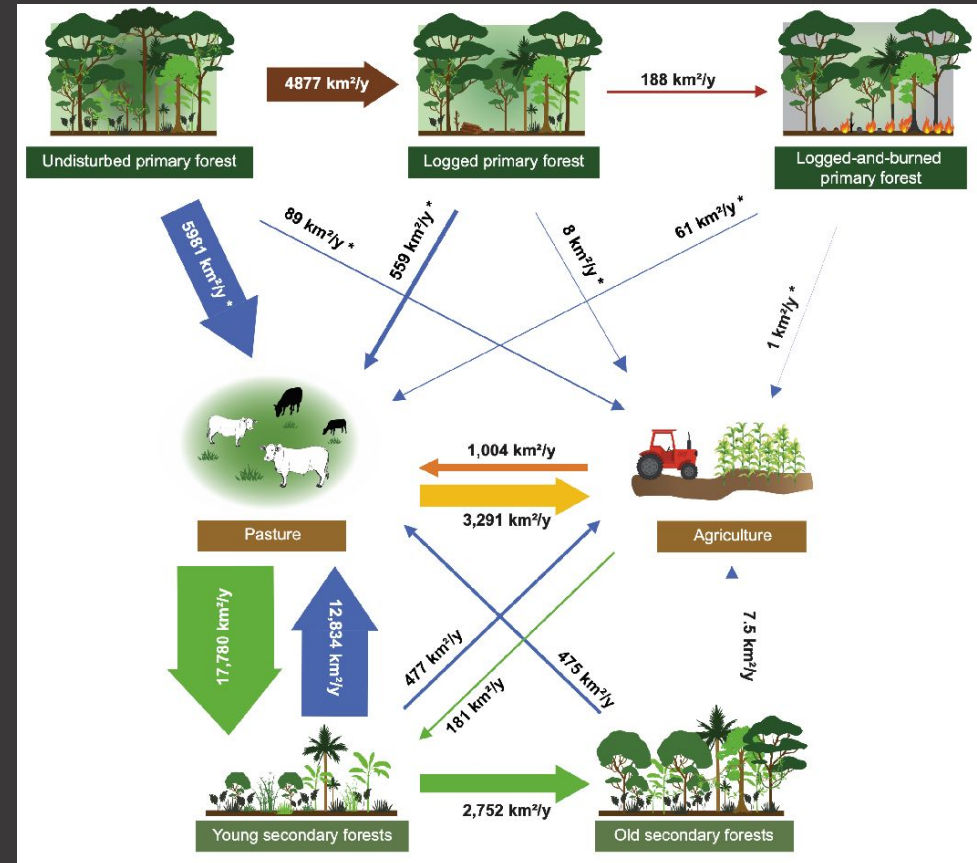 4877 km²/y
188 km²/y
Undisturbed primary forest
Logged primary forest
Logged-and-burned
primary forest
5981 km²/y *
89 km²/y *
559 km²/y *
8 km²/y *
61 km²/y *
1 km²/y *
1,004 km²/y
3,291 km²/y
Pasture
Agriculture
17,780 km²/y
12,834 km²/y
477 km²/y
181 km²/y
475 km²/y
7.5 km²/y
2,752 km²/y
Young secondary forests
Old secondary forests